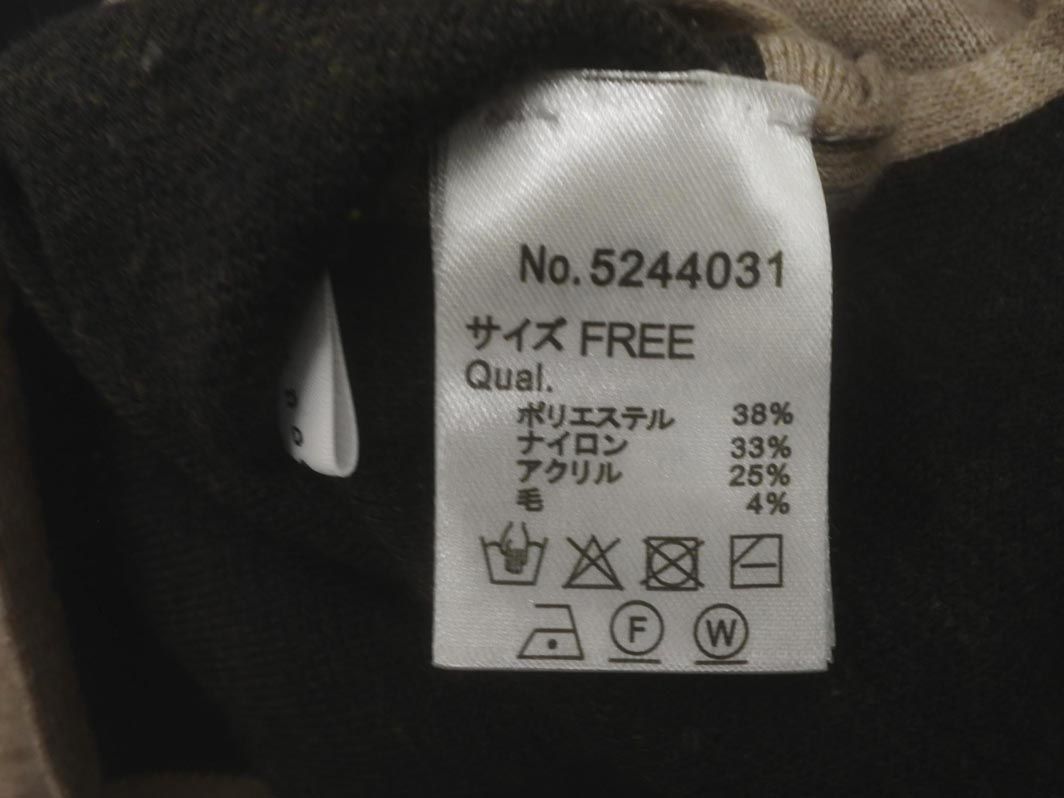 No. 5244031
サイズ FREE
Qual.
ポリエステル 38%
ナイロン 33%
アクリル 25%
毛 4%
F W